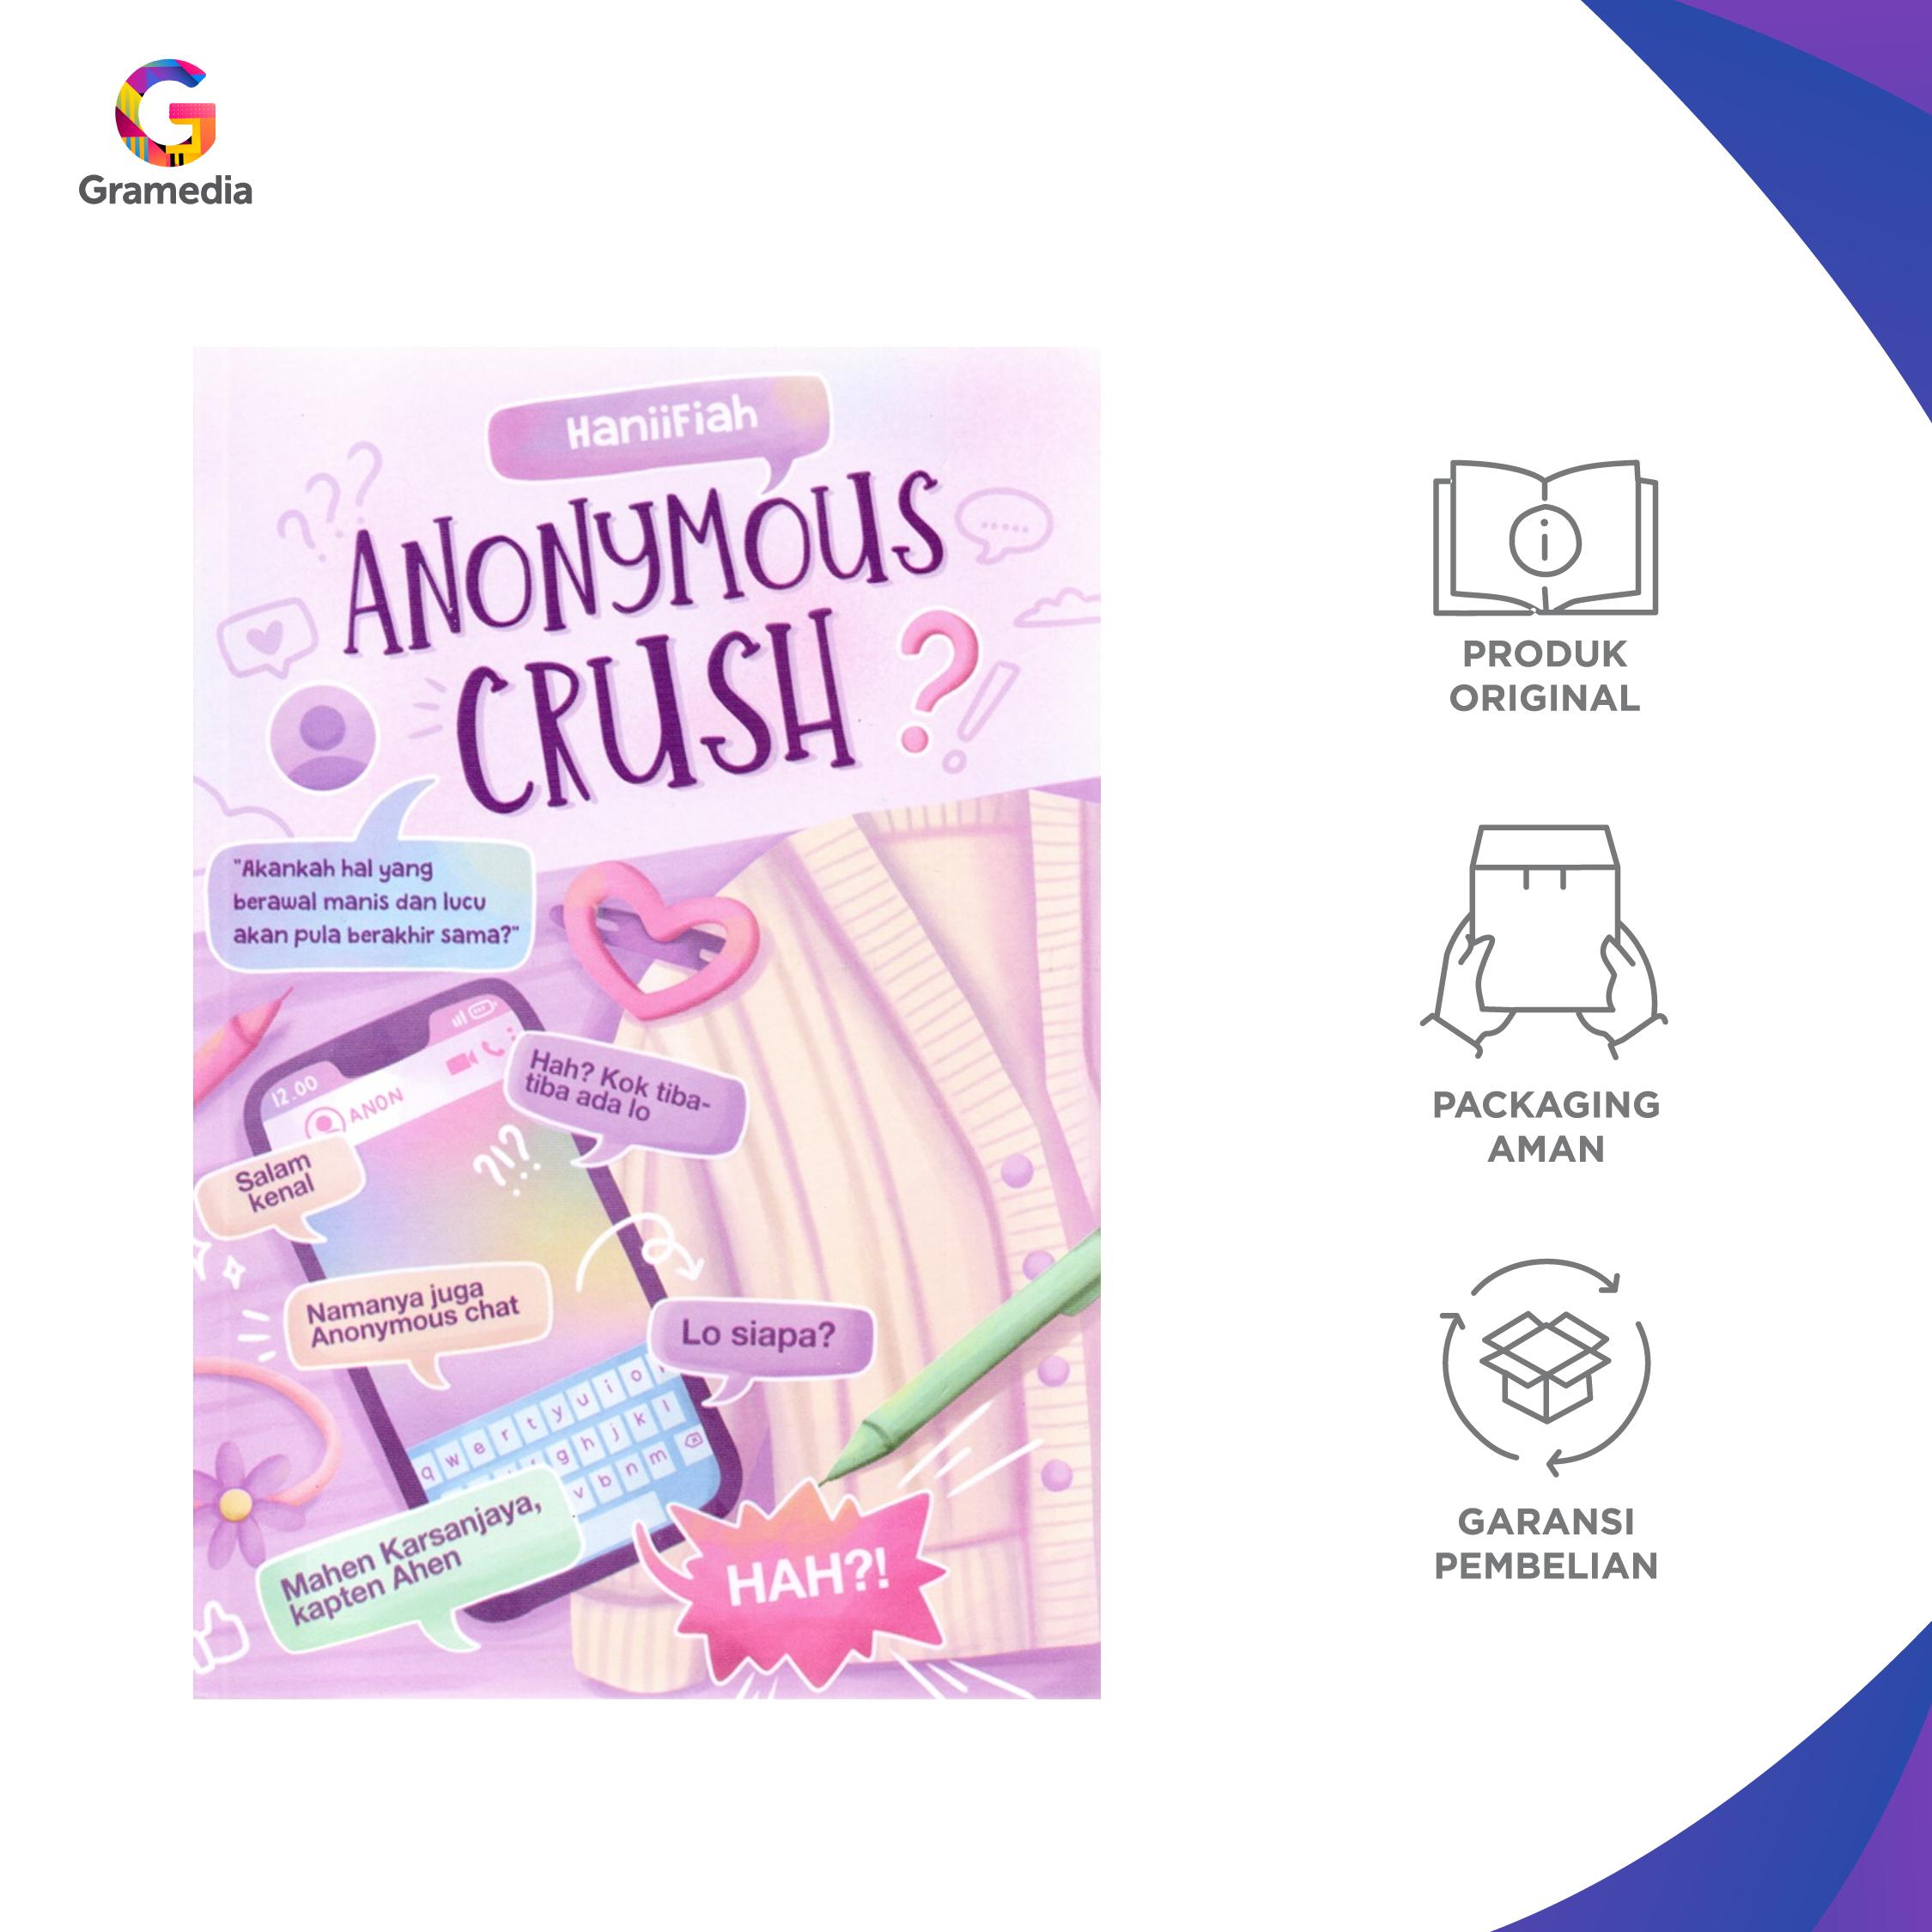 Gramedia
HaniiFiah
ANONYMOUS
CRUSH
?
!
"Akankah hal yang
berawal manis dan lucu
akan pula berakhir sama?"
12.00
ANON
Hah? Kok tiba-
tiba ada lo
?!?
Salam
kenal
Namanya juga
Anonymous chat
Lo siapa?
q w e r t y u i o
g h j k l
v b n m
Mahen Karsanjaya,
kapten Ahen
HAH?!
PRODUK
ORIGINAL
PACKAGING
AMAN
GARANSI
PEMBELIAN